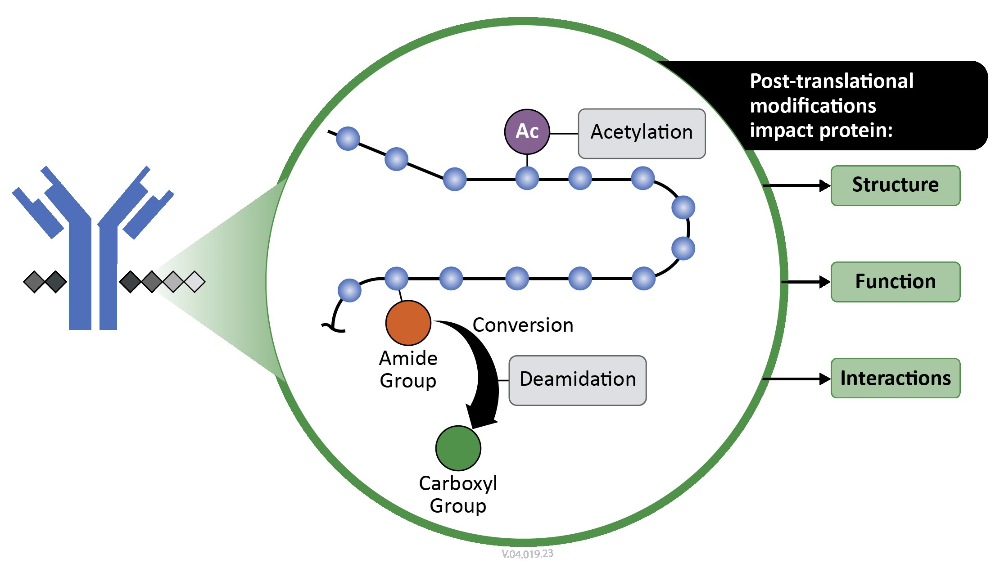 Post-translational
modifications
impact protein:
Ac
Acetylation
Structure
Function
Conversion
Amide
Group
Deamidation
Interactions
Carboxyl
Group
V.04.019.23